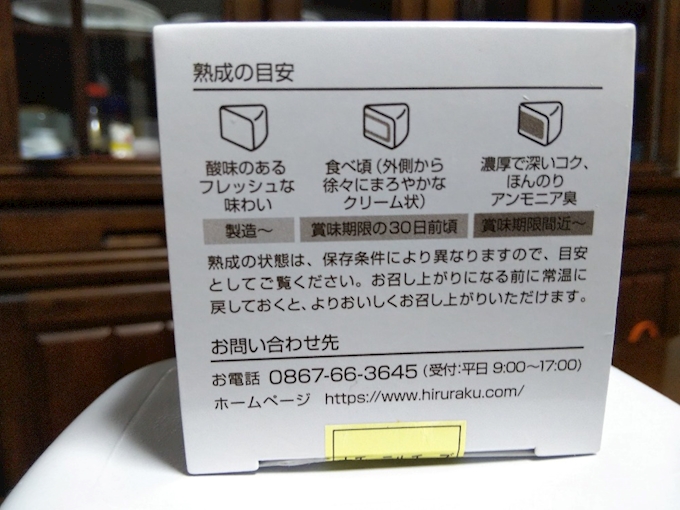 熟成の目安
酸味のある
フレッシュな
味わい
製造～
食べ頃（外側から
徐々にまろやかな
クリーム状）
賞味期限の30日前頃
濃厚で深いコク、
ほんのり
アンモニア臭
賞味期限間近～
熟成の状態は、保存条件により異なりますので、目安
としてご覧ください。お召し上がりになる前に常温に
戻しておくと、よりおいしくお召し上がりいただけます。
お問い合わせ先
お電話 0867-66-3645（受付：平日 9:00～17:00）
ホームページ https://www.hiruraku.com/
ナチュラルチーズ